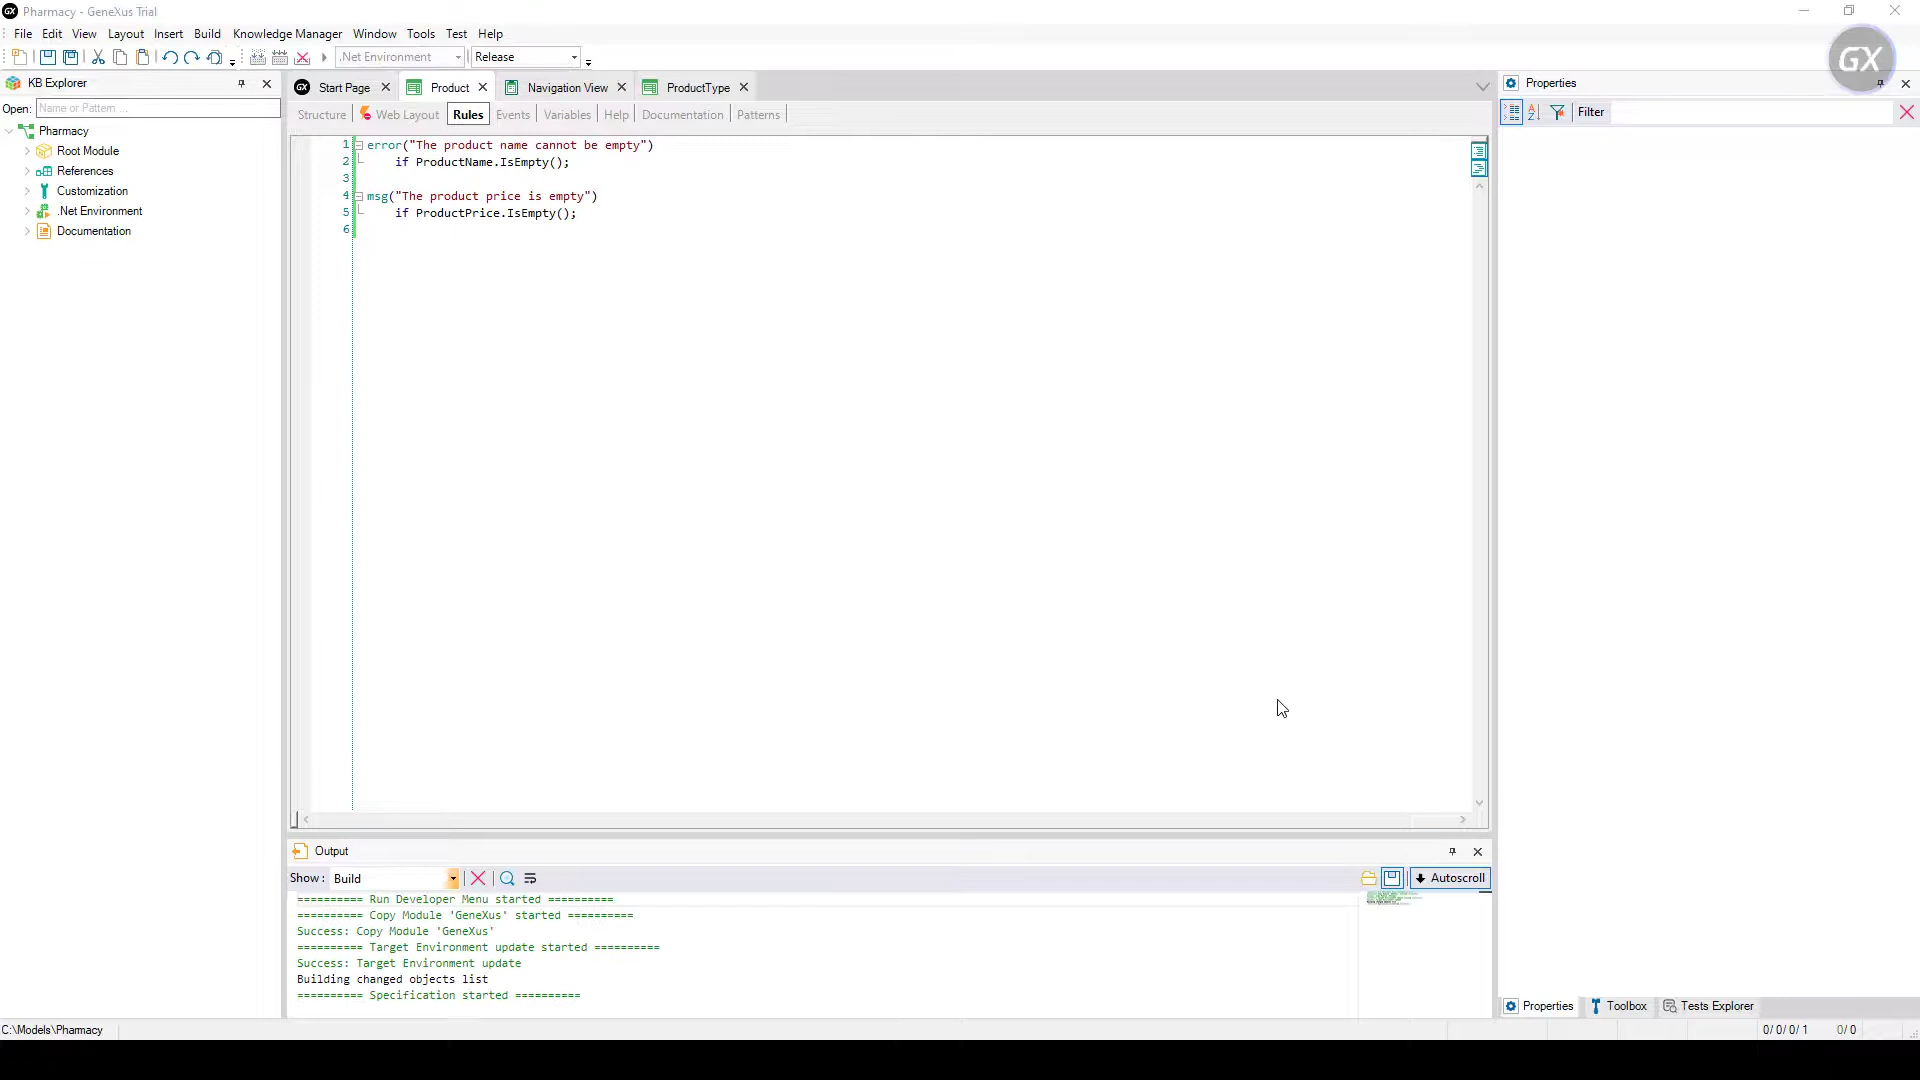 GX Pharmacy - GeneXus Trial
File Edit View Layout Insert Build Knowledge Manager Window Tools Test Help
.Net Environment Release
GX
KB Explorer
Open: Name or Pattern ...
Pharmacy
Root Module
References
Customization
.Net Environment
Documentation
GX Start Page Product Navigation View ProductType
Structure Web Layout Rules Events Variables Help Documentation Patterns
1 error("The product name cannot be empty")
2 if ProductName.IsEmpty();
3
4 msg("The product price is empty")
5 if ProductPrice.IsEmpty();
6
Output
Show: Build Autoscroll
========== Run Developer Menu started ==========
========== Copy Module 'GeneXus' started ==========
Success: Copy Module 'GeneXus'
========== Target Environment update started ==========
Success: Target Environment update
Building changed objects list
========== Specification started ==========
Properties
Filter
Properties Toolbox Tests Explorer
C:\Models\Pharmacy 0/ 0/ 0/ 1 0/ 0